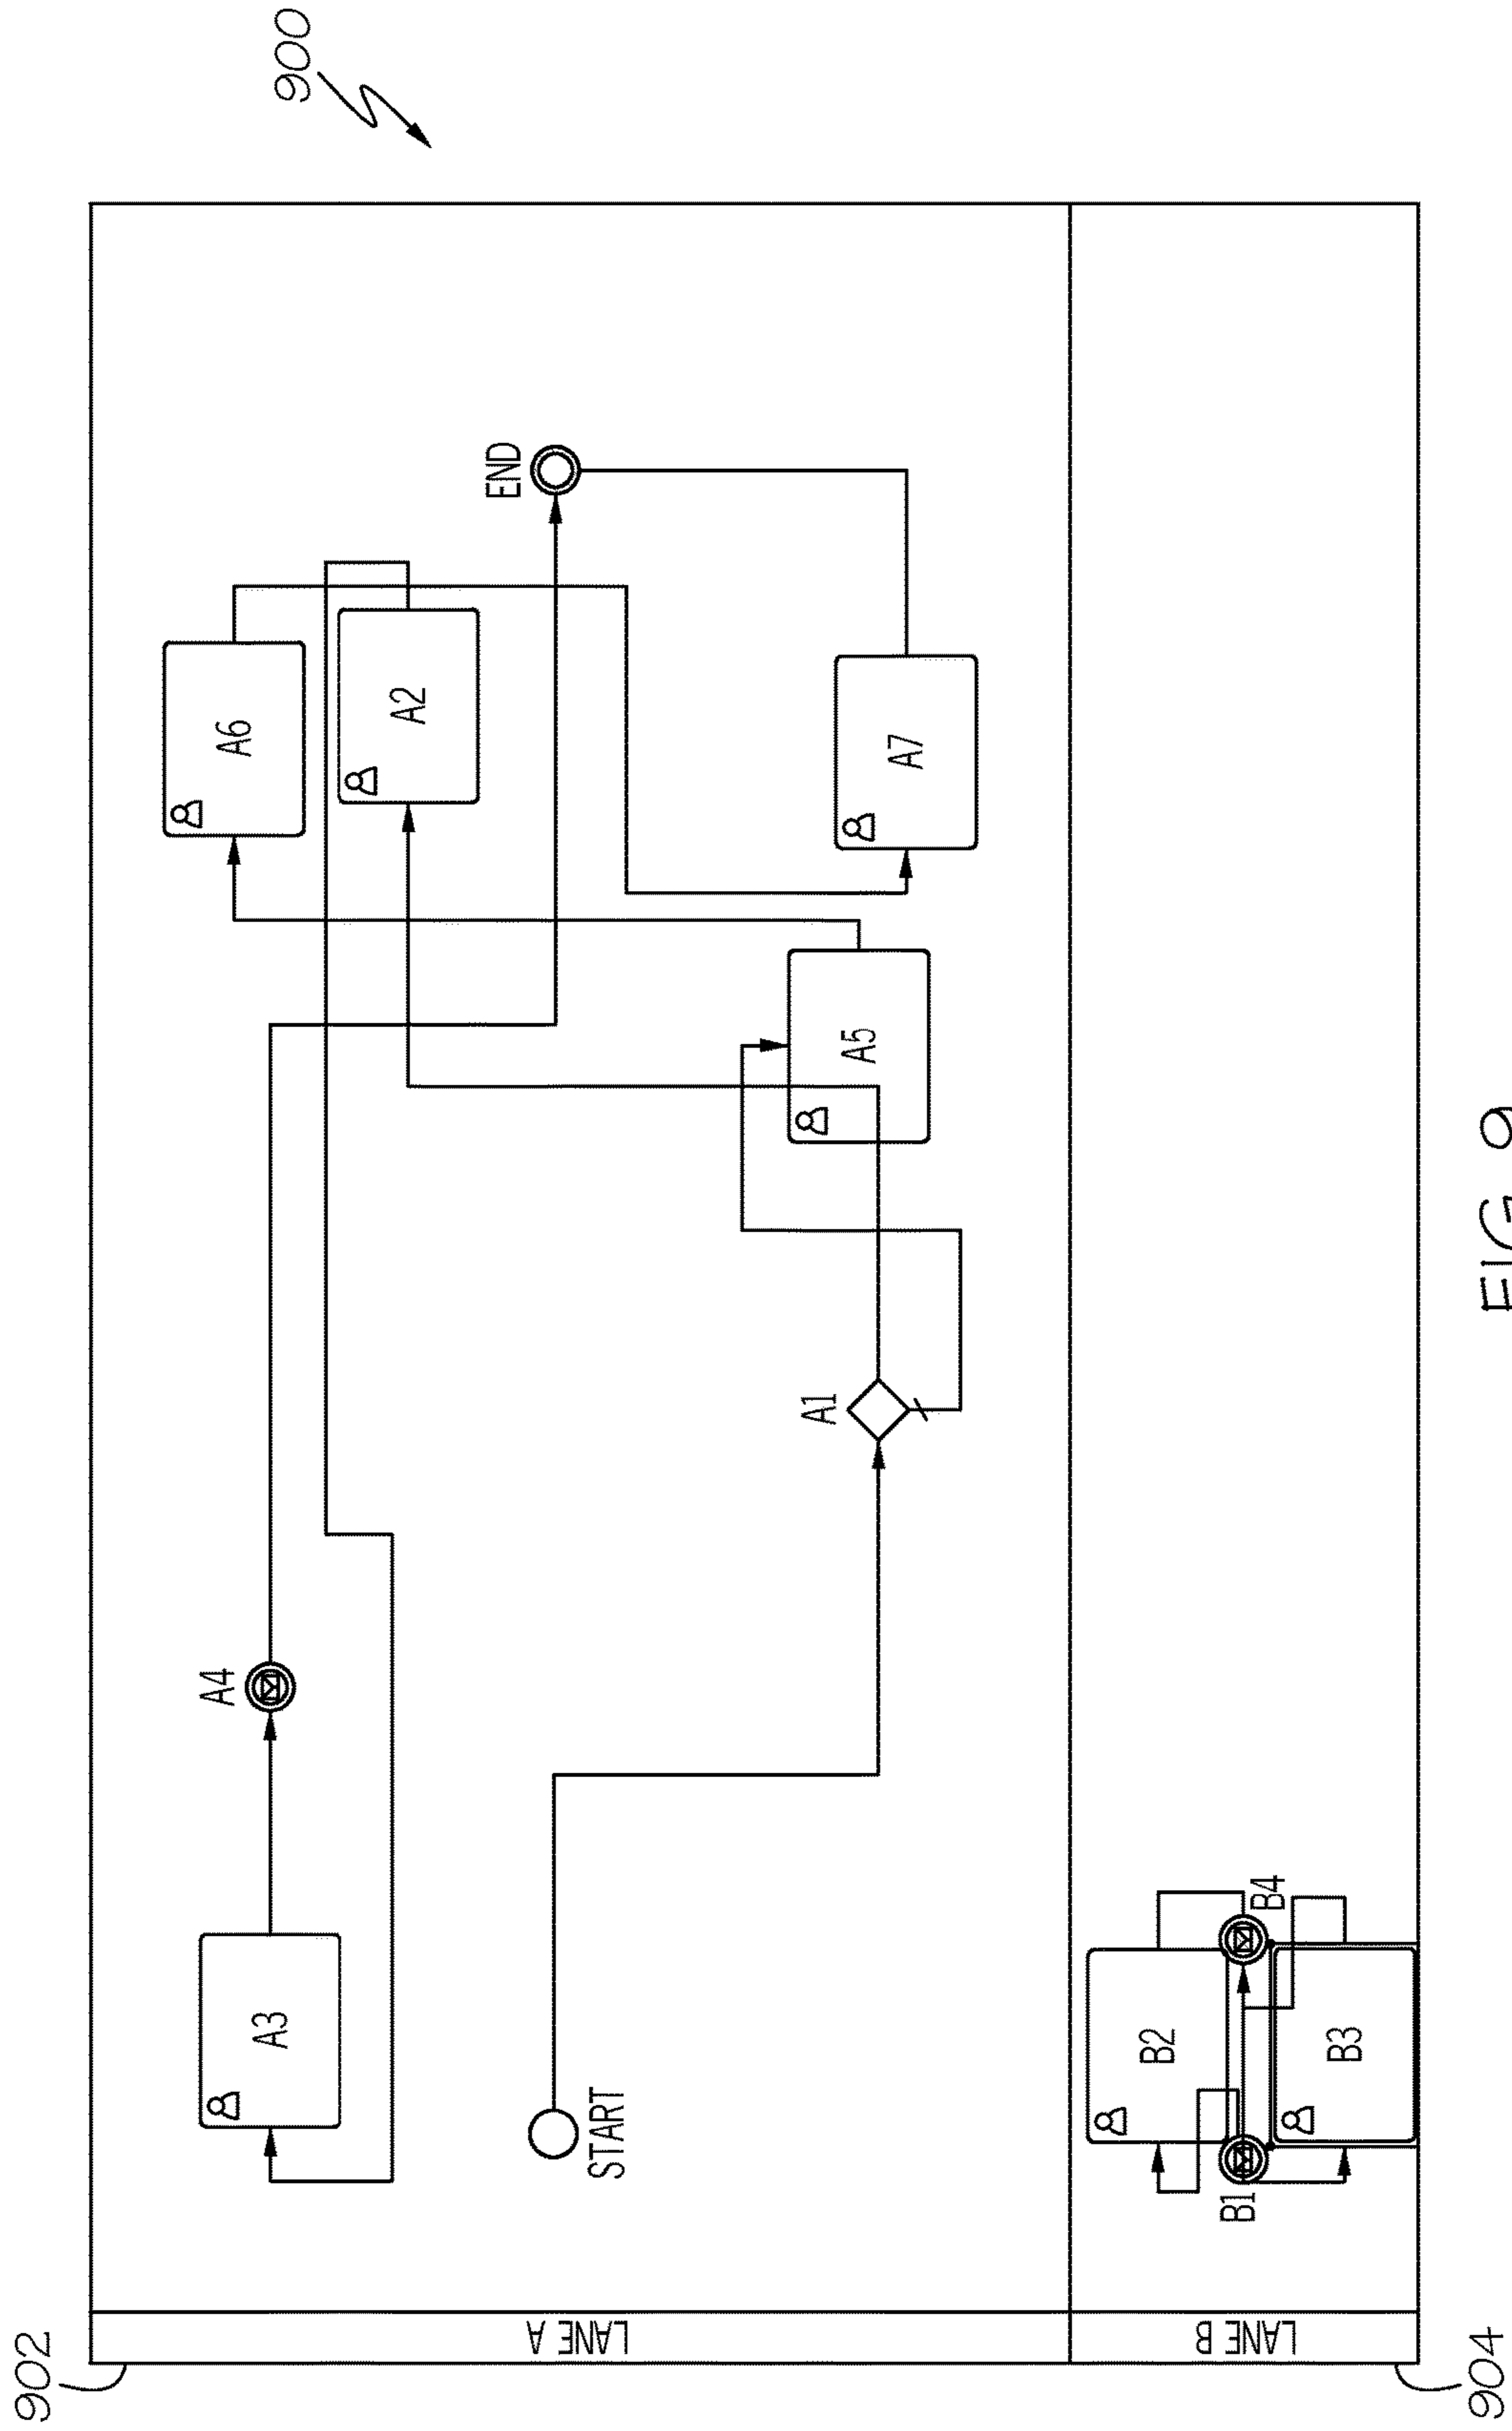 900
902
LANE A
A3
A4
A6
A2
END
START
A1
A5
A7
904
LANE B
B2
B1
B4
B3
FIG. 9